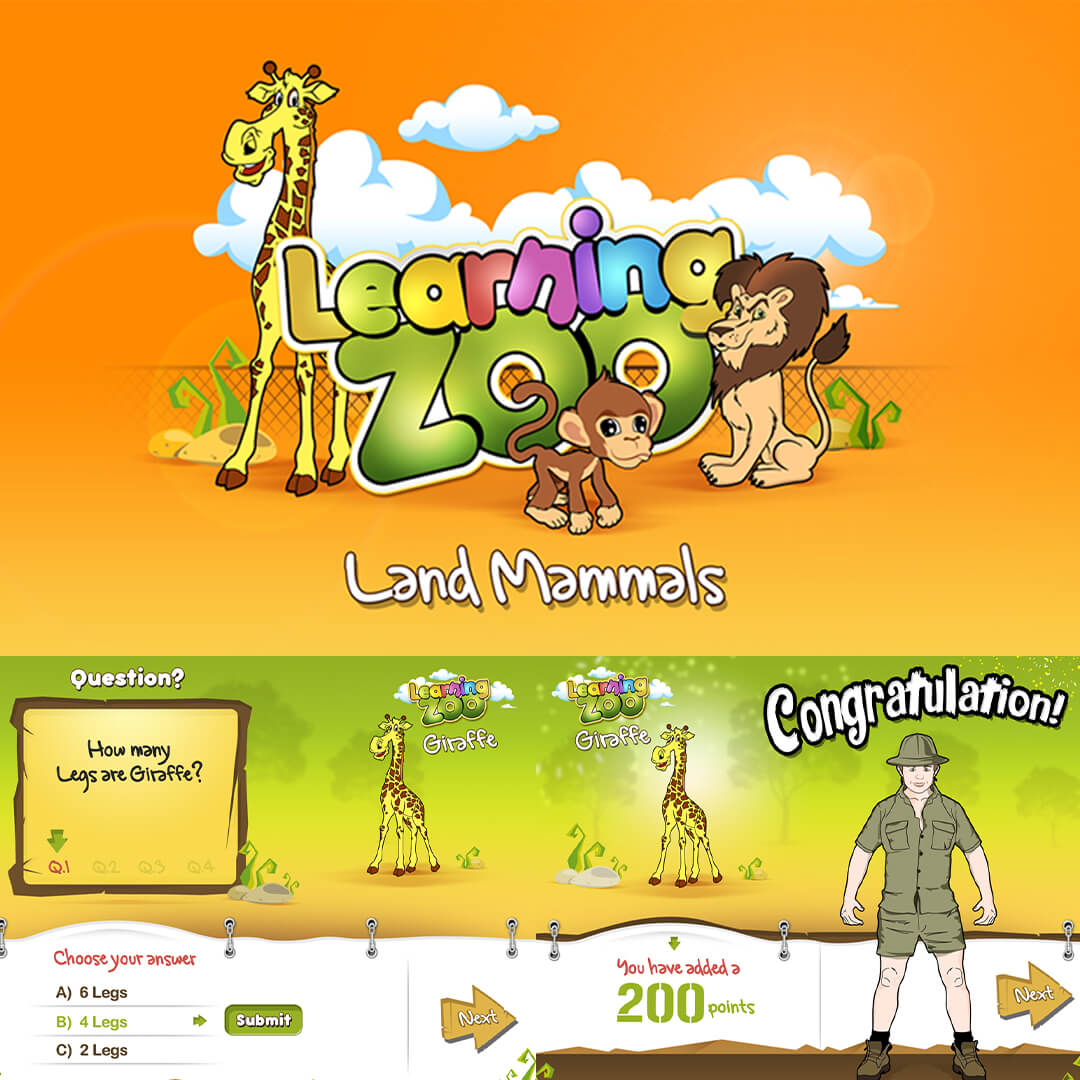 Learning
ZOO
Land Mammals
Question?
How many
Legs are Giraffe?
Q.1 Q.2 Q.3 Q.4
Learning
ZOO
Giraffe
Choose your answer
A) 6 Legs
B) 4 Legs
C) 2 Legs
Submit
Next
Learning
ZOO
Giraffe
Congratulation!
You have added a
200 points
Next